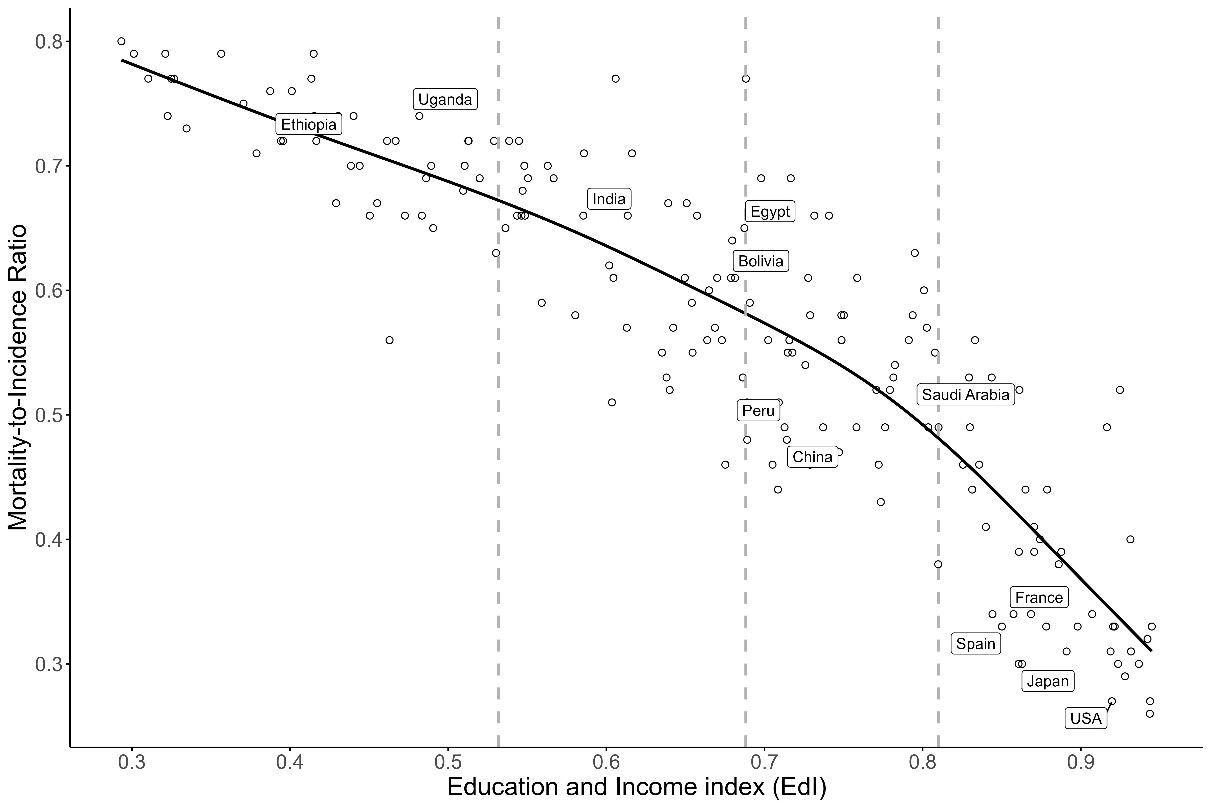 0.8
0.7
0.6
0.5
0.4
0.3
Mortality-to-Incidence Ratio
Uganda
Ethiopia
India
Egypt
Bolivia
Saudi Arabia
Peru
China
France
Spain
Japan
USA
0.3 0.4 0.5 0.6 0.7 0.8 0.9
Education and Income index (EdI)